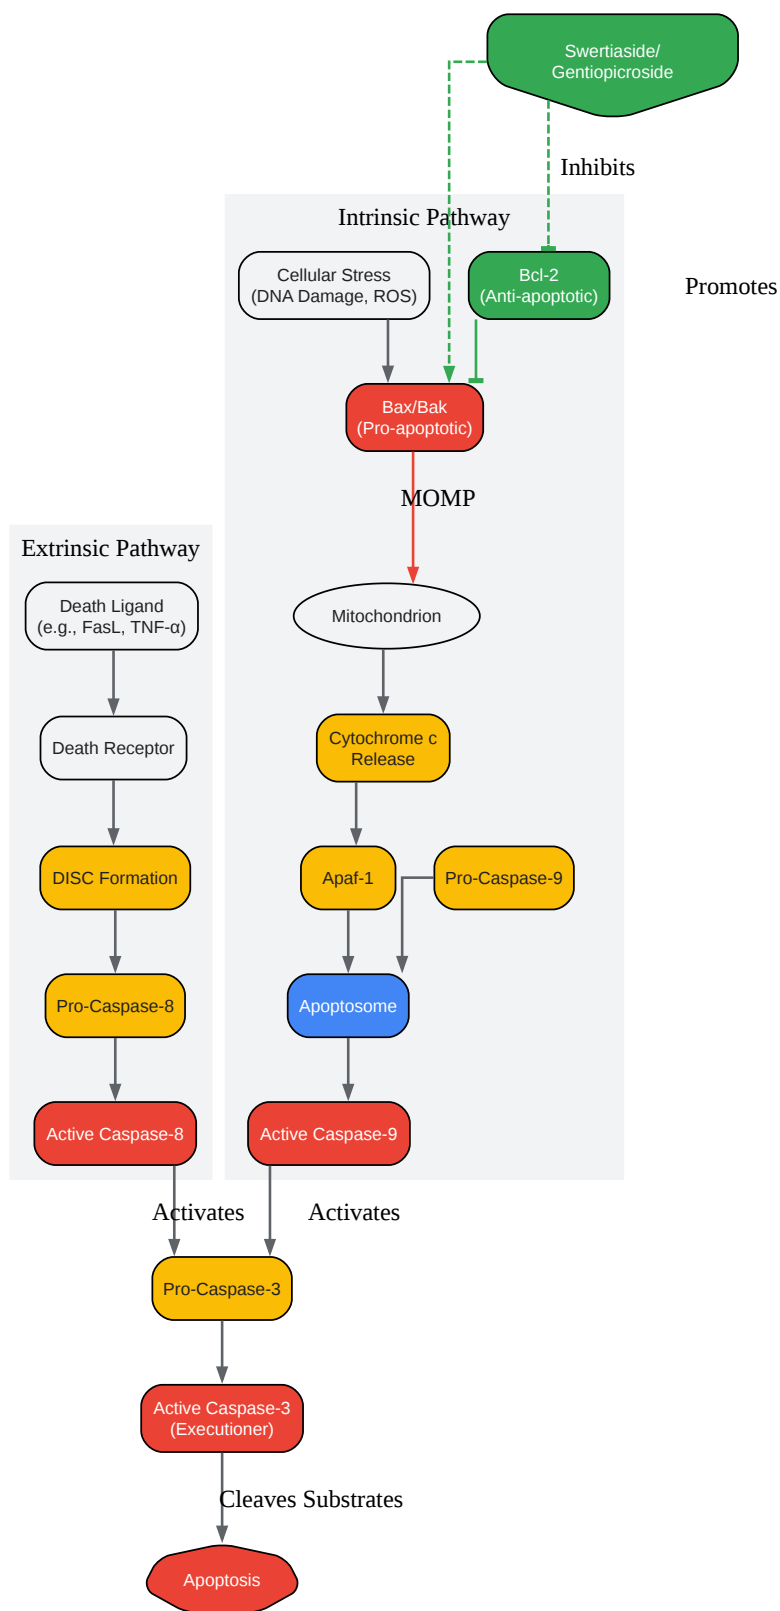 Swertiaside/
Gentiopicroside
Inhibits
Intrinsic Pathway
Cellular Stress
(DNA Damage, ROS)
Bcl-2
(Anti-apoptotic)
Promotes
Bax/Bak
(Pro-apoptotic)
MOMP
Extrinsic Pathway
Death Ligand
(e.g., FasL, TNF-α)
Mitochondrion
Death Receptor
Cytochrome c
Release
DISC Formation
Apaf-1
Pro-Caspase-9
Pro-Caspase-8
Apoptosome
Active Caspase-8
Active Caspase-9
Activates
Activates
Pro-Caspase-3
Active Caspase-3
(Executioner)
Cleaves Substrates
Apoptosis